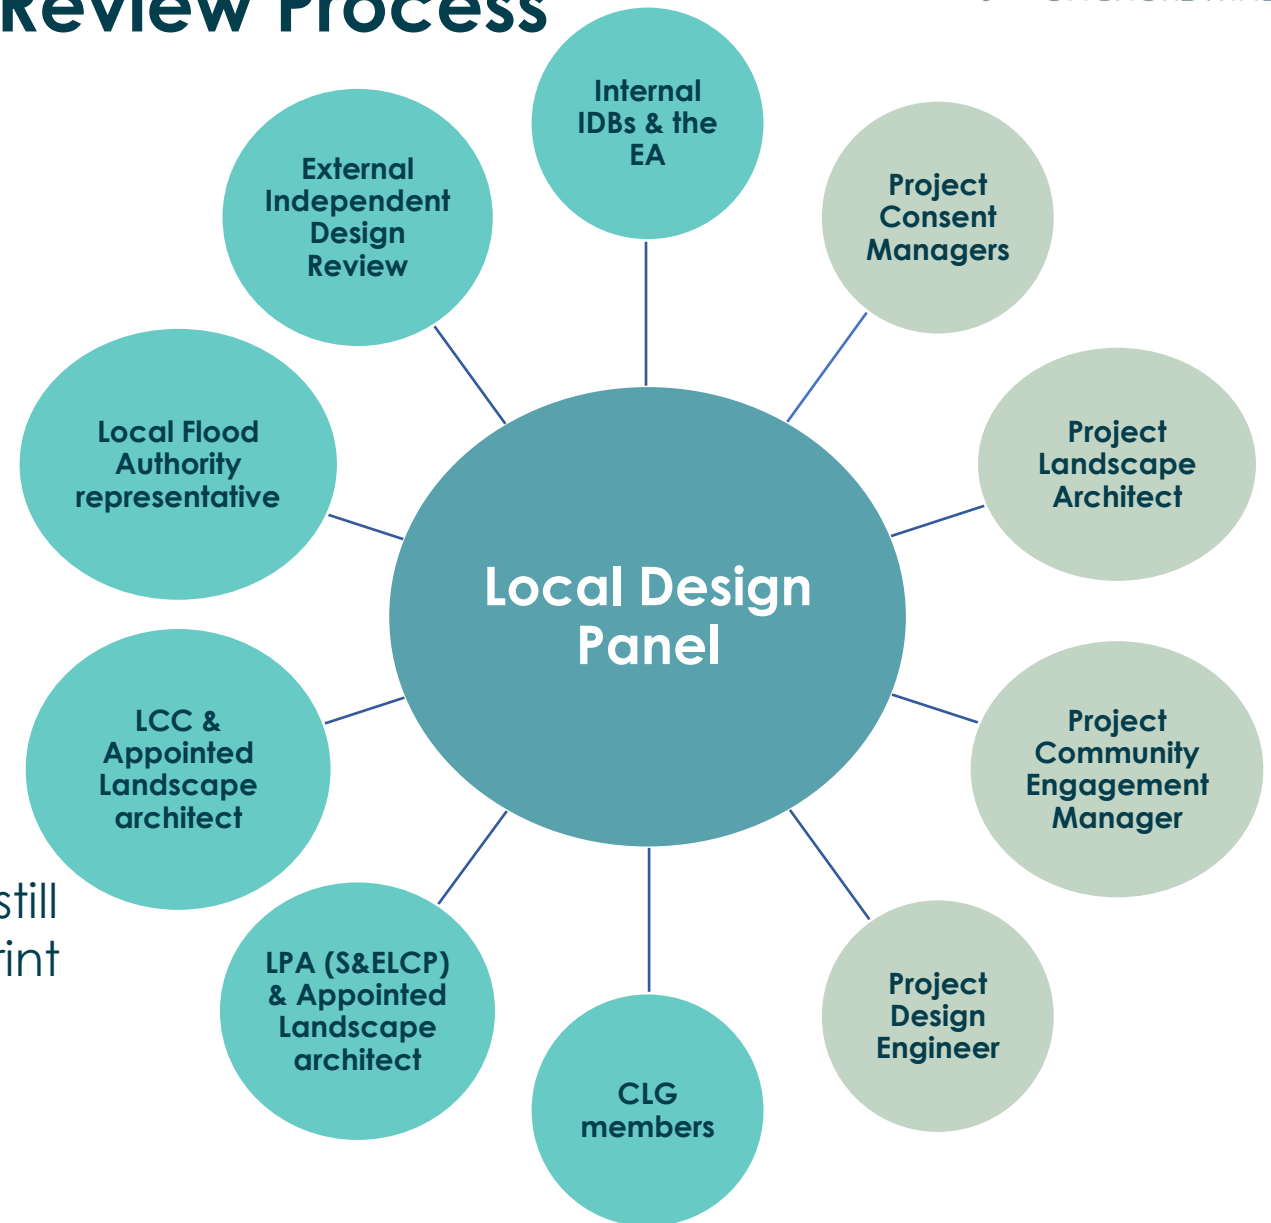 Review Process
Internal
IDBs & the
EA
External
Independent
Design
Review
Project
Consent
Managers
Local Flood
Authority
representative
Project
Landscape
Architect
Local Design
Panel
LCC &
Appointed
Landscape
architect
Project
Community
Engagement
Manager
still
LPA (S&ELCP)
& Appointed
Landscape
architect
Project
Design
Engineer
CLG
members